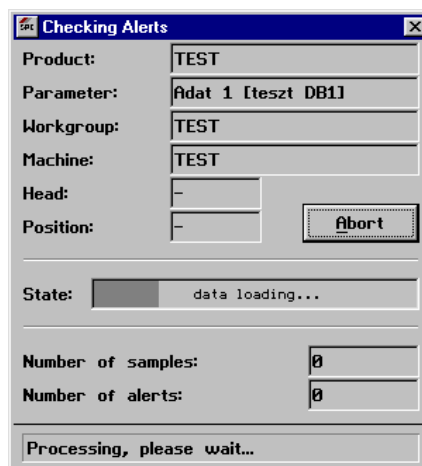 SPC Checking Alerts
Product: TEST
Parameter: Adat 1 [teszt DB1]
Workgroup: TEST
Machine: TEST
Head: -
Position: -
Abort
State: data loading...
Number of samples: 0
Number of alerts: 0
Processing, please wait...